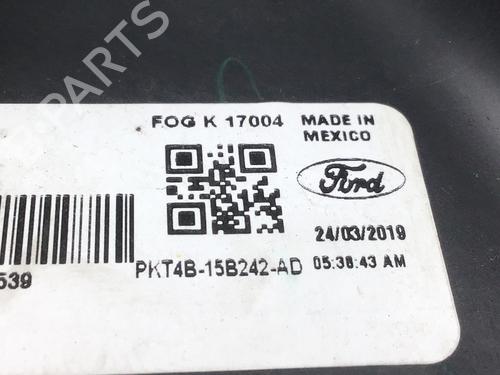 FOG K 17004
MADE IN
MEXICO
Ford
24/03/2019
PKT4B-15B242-AD 05:38:43 AM
539
B-PARTS